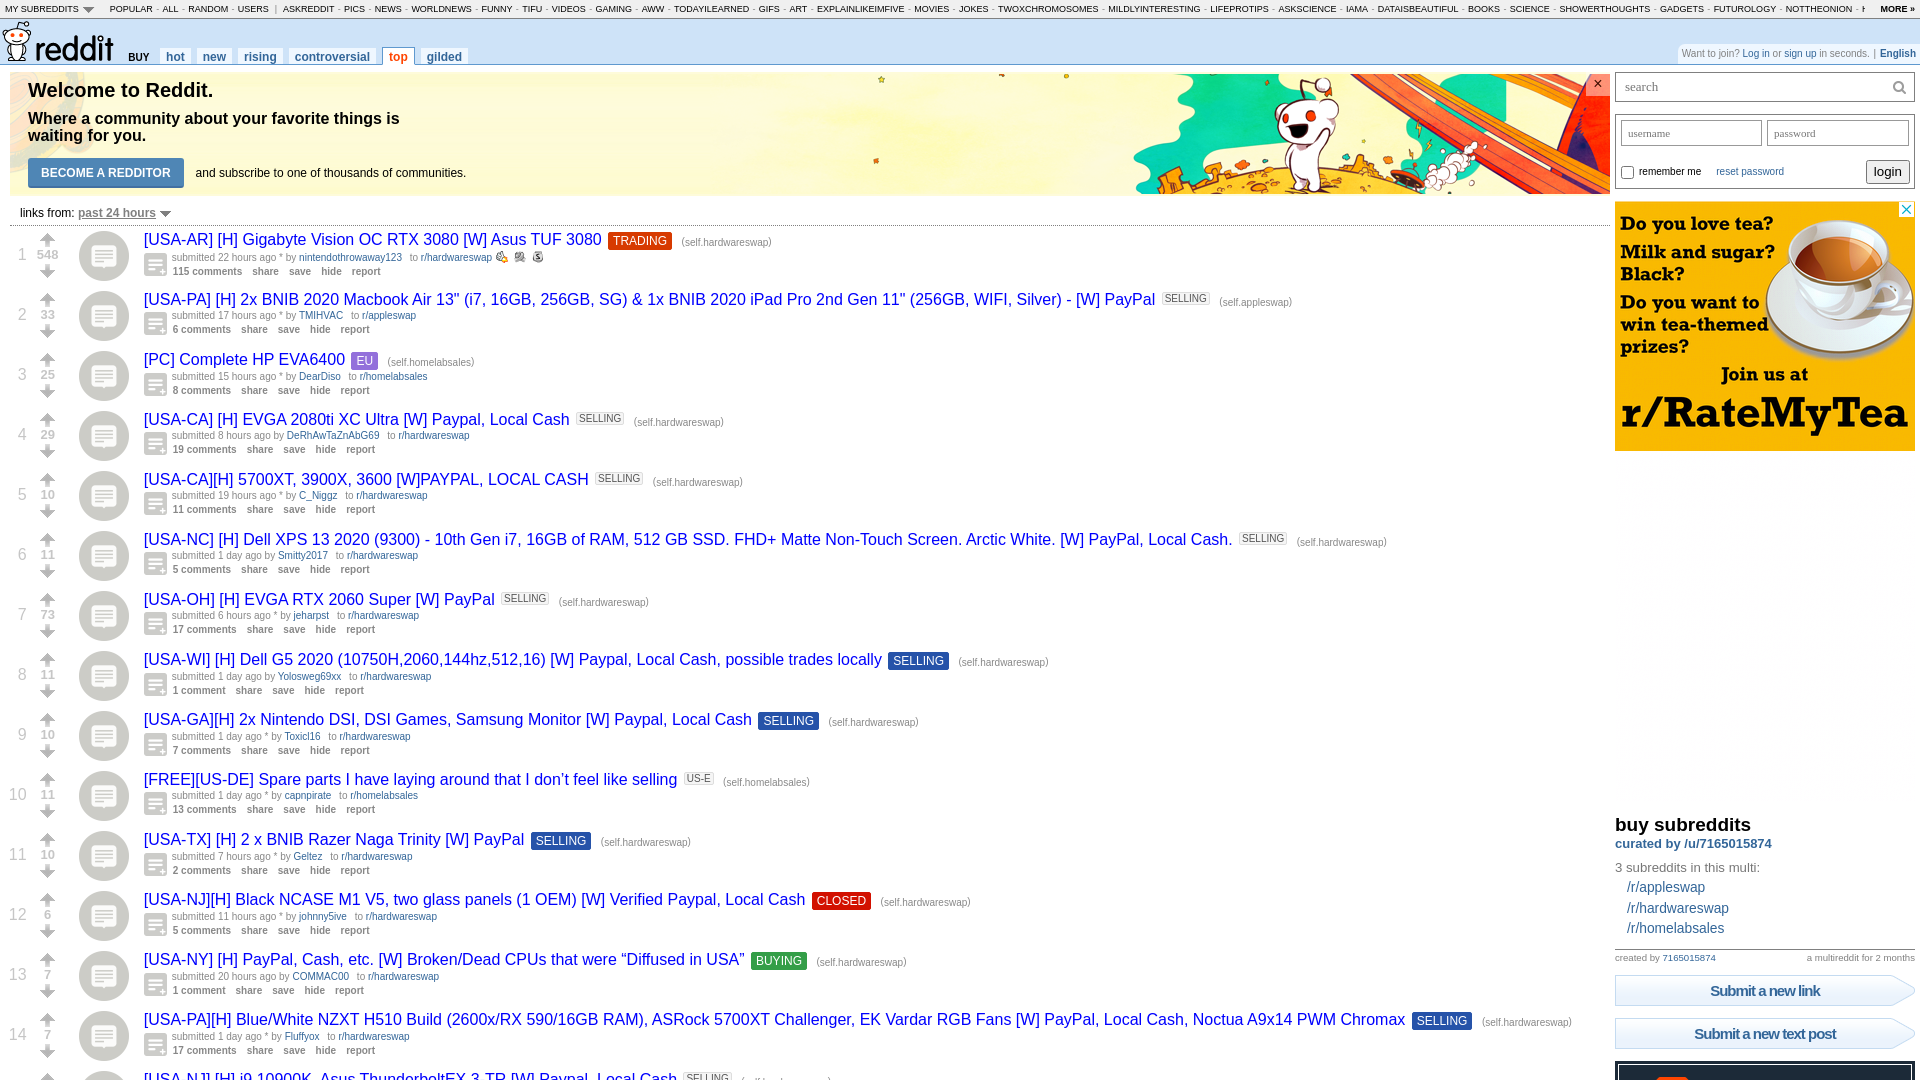 MY SUBREDDITS POPULAR - ALL - RANDOM - USERS | ASKREDDIT - PICS - NEWS - WORLDNEWS - FUNNY - TIFU - VIDEOS - GAMING - AWW - TODAYILEARNED - GIFS - ART - EXPLAINLIKEIMFIVE - MOVIES - JOKES - TWOXCHROMOSOMES - MILDLYINTERESTING - LIFEPROTIPS - ASKSCIENCE - IAMA - DATAISBEAUTIFUL - BOOKS - SCIENCE - SHOWERTHOUGHTS - GADGETS - FUTUROLOGY - NOTTHEONION - MORE »
reddit BUY hot new rising controversial top gilded
Want to join? Log in or sign up in seconds. | English
Welcome to Reddit.
Where a community about your favorite things is
waiting for you.
BECOME A REDDITOR and subscribe to one of thousands of communities.
×
links from: past 24 hours
1 548 [USA-AR] [H] Gigabyte Vision OC RTX 3080 [W] Asus TUF 3080 TRADING (self.hardwareswap)
submitted 22 hours ago * by nintendothrowaway123 to r/hardwareswap
115 comments share save hide report
2 33 [USA-PA] [H] 2x BNIB 2020 Macbook Air 13" (i7, 16GB, 256GB, SG) & 1x BNIB 2020 iPad Pro 2nd Gen 11" (256GB, WIFI, Silver) - [W] PayPal SELLING (self.appleswap)
submitted 17 hours ago * by TMIHVAC to r/appleswap
6 comments share save hide report
3 25 [PC] Complete HP EVA6400 EU (self.homelabsales)
submitted 15 hours ago * by DearDiso to r/homelabsales
8 comments share save hide report
4 29 [USA-CA] [H] EVGA 2080ti XC Ultra [W] Paypal, Local Cash SELLING (self.hardwareswap)
submitted 8 hours ago by DeRhAwTaZnAbG69 to r/hardwareswap
19 comments share save hide report
5 10 [USA-CA][H] 5700XT, 3900X, 3600 [W]PAYPAL, LOCAL CASH SELLING (self.hardwareswap)
submitted 19 hours ago * by C_Niggz to r/hardwareswap
11 comments share save hide report
6 11 [USA-NC] [H] Dell XPS 13 2020 (9300) - 10th Gen i7, 16GB of RAM, 512 GB SSD. FHD+ Matte Non-Touch Screen. Arctic White. [W] PayPal, Local Cash. SELLING (self.hardwareswap)
submitted 1 day ago by Smitty2017 to r/hardwareswap
5 comments share save hide report
7 73 [USA-OH] [H] EVGA RTX 2060 Super [W] PayPal SELLING (self.hardwareswap)
submitted 6 hours ago * by jeharpst to r/hardwareswap
17 comments share save hide report
8 11 [USA-WI] [H] Dell G5 2020 (10750H,2060,144hz,512,16) [W] Paypal, Local Cash, possible trades locally SELLING (self.hardwareswap)
submitted 1 day ago by Yolosweg69xx to r/hardwareswap
1 comment share save hide report
9 10 [USA-GA][H] 2x Nintendo DSI, DSI Games, Samsung Monitor [W] Paypal, Local Cash SELLING (self.hardwareswap)
submitted 1 day ago * by Toxicl16 to r/hardwareswap
7 comments share save hide report
10 11 [FREE][US-DE] Spare parts I have laying around that I don’t feel like selling US-E (self.homelabsales)
submitted 1 day ago * by capnpirate to r/homelabsales
13 comments share save hide report
11 10 [USA-TX] [H] 2 x BNIB Razer Naga Trinity [W] PayPal SELLING (self.hardwareswap)
submitted 7 hours ago * by Geltez to r/hardwareswap
2 comments share save hide report
12 6 [USA-NJ][H] Black NCASE M1 V5, two glass panels (1 OEM) [W] Verified Paypal, Local Cash CLOSED (self.hardwareswap)
submitted 11 hours ago * by johnny5ive to r/hardwareswap
5 comments share save hide report
13 7 [USA-NY] [H] PayPal, Cash, etc. [W] Broken/Dead CPUs that were “Diffused in USA” BUYING (self.hardwareswap)
submitted 20 hours ago by COMMAC00 to r/hardwareswap
1 comment share save hide report
14 7 [USA-PA][H] Blue/White NZXT H510 Build (2600x/RX 590/16GB RAM), ASRock 5700XT Challenger, EK Vardar RGB Fans [W] PayPal, Local Cash, Noctua A9x14 PWM Chromax SELLING (self.hardwareswap)
submitted 1 day ago * by Fluffyox to r/hardwareswap
17 comments share save hide report
[USA-NJ] [H] i9 10900K, Asus ThunderboltEX 3-TR [W] Paypal, Local Cash SELLING
search
username password
remember me reset password login
Do you love tea?
Milk and sugar?
Black?
Do you want to
win tea-themed
prizes?
Join us at
r/RateMyTea
buy subreddits
curated by /u/7165015874
3 subreddits in this multi:
/r/appleswap
/r/hardwareswap
/r/homelabsales
created by 7165015874 a multireddit for 2 months
Submit a new link
Submit a new text post